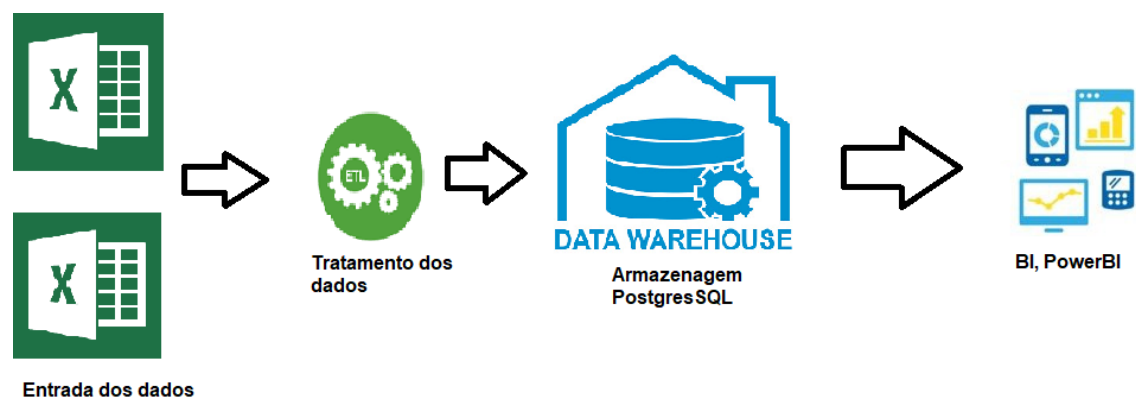 X
X
Entrada dos dados
ETL
Tratamento dos
dados
DATA WAREHOUSE
Armazenagem
PostgresSQL
BI, PowerBI